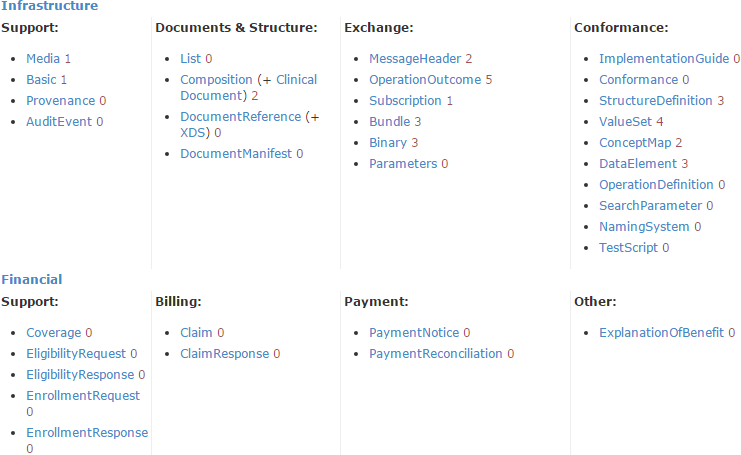 Infrastructure
Support:
Media 1
Basic 1
Provenance 0
AuditEvent 0
Documents & Structure:
List 0
Composition (+ Clinical
Document) 2
DocumentReference (+
XDS) 0
DocumentManifest 0
Exchange:
MessageHeader 2
OperationOutcome 5
Subscription 1
Bundle 3
Binary 3
Parameters 0
Conformance:
ImplementationGuide 0
Conformance 0
StructureDefinition 3
ValueSet 4
ConceptMap 2
DataElement 3
OperationDefinition 0
SearchParameter 0
NamingSystem 0
TestScript 0
Financial
Support:
Coverage 0
EligibilityRequest 0
EligibilityResponse 0
EnrollmentRequest
0
EnrollmentResponse
0
Billing:
Claim 0
ClaimResponse 0
Payment:
PaymentNotice 0
PaymentReconciliation 0
Other:
ExplanationOfBenefit 0